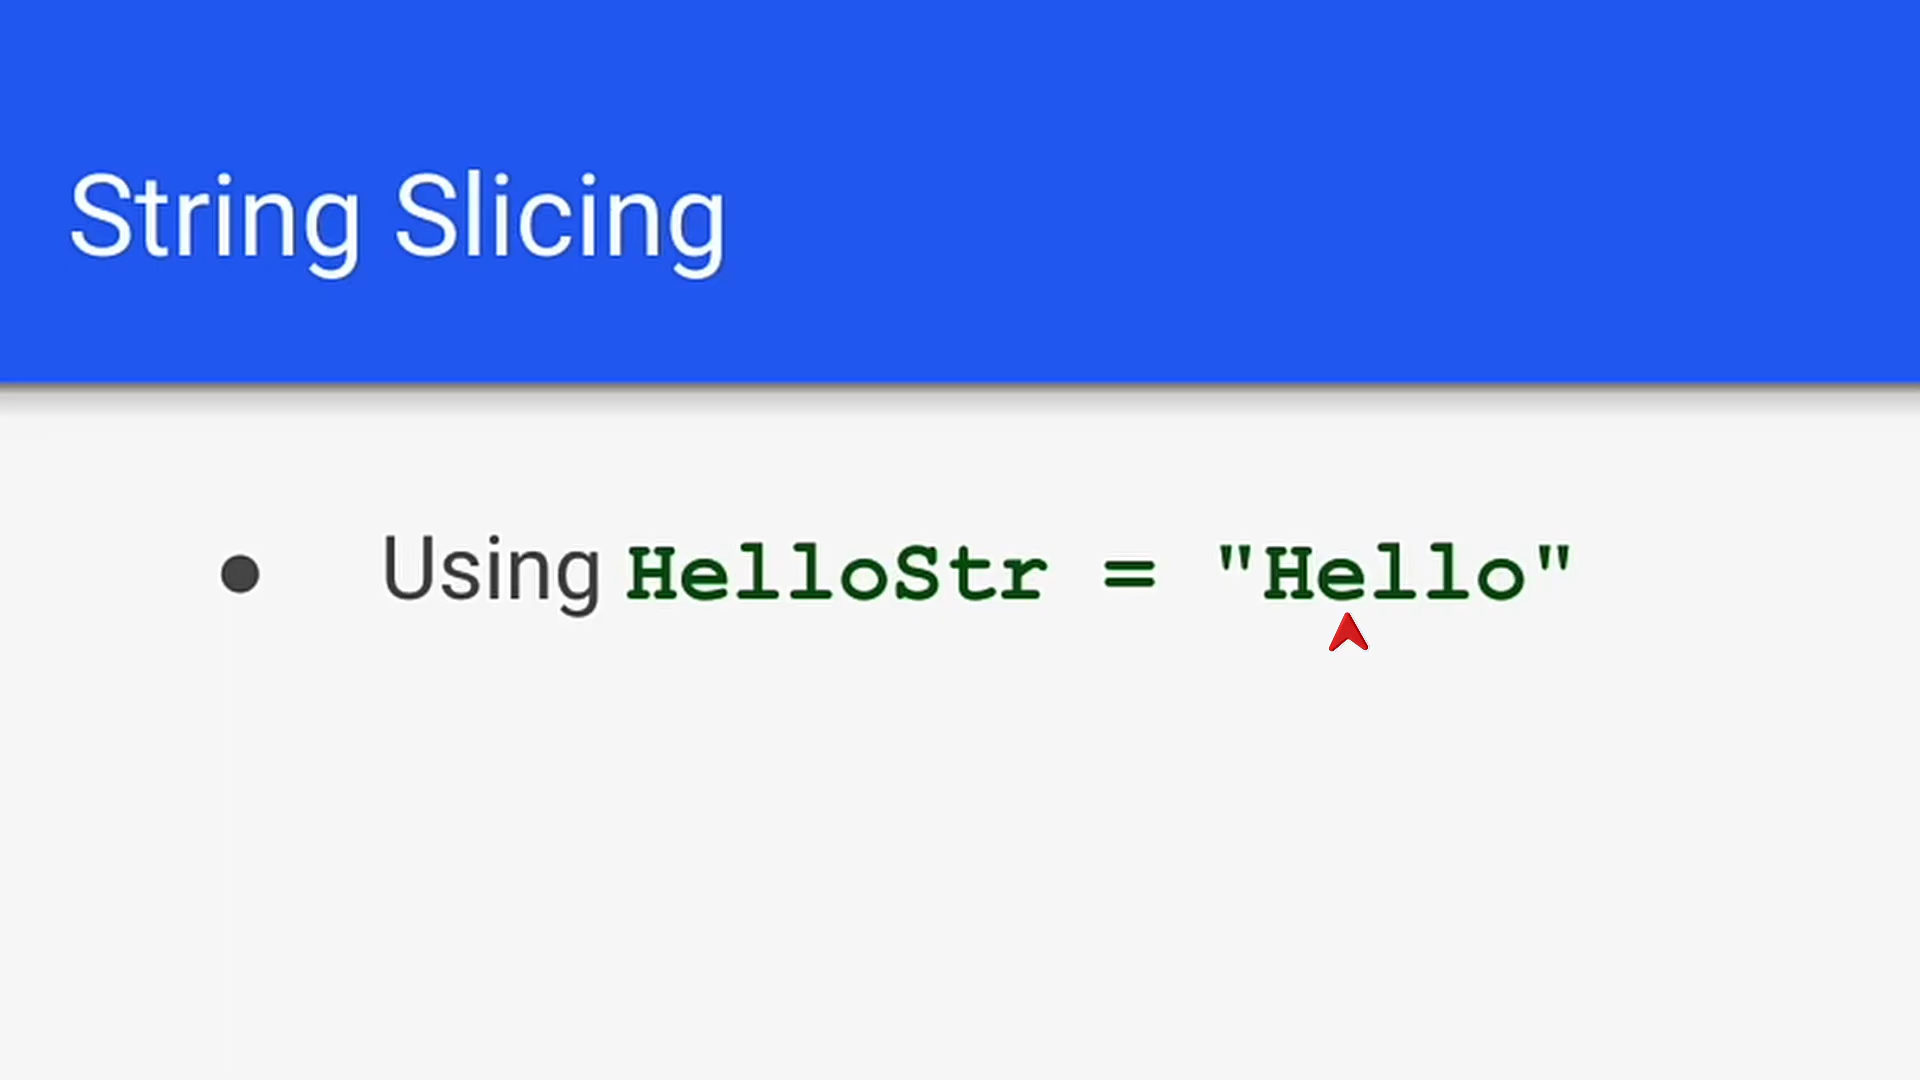 String Slicing
● Using HelloStr = "Hello"